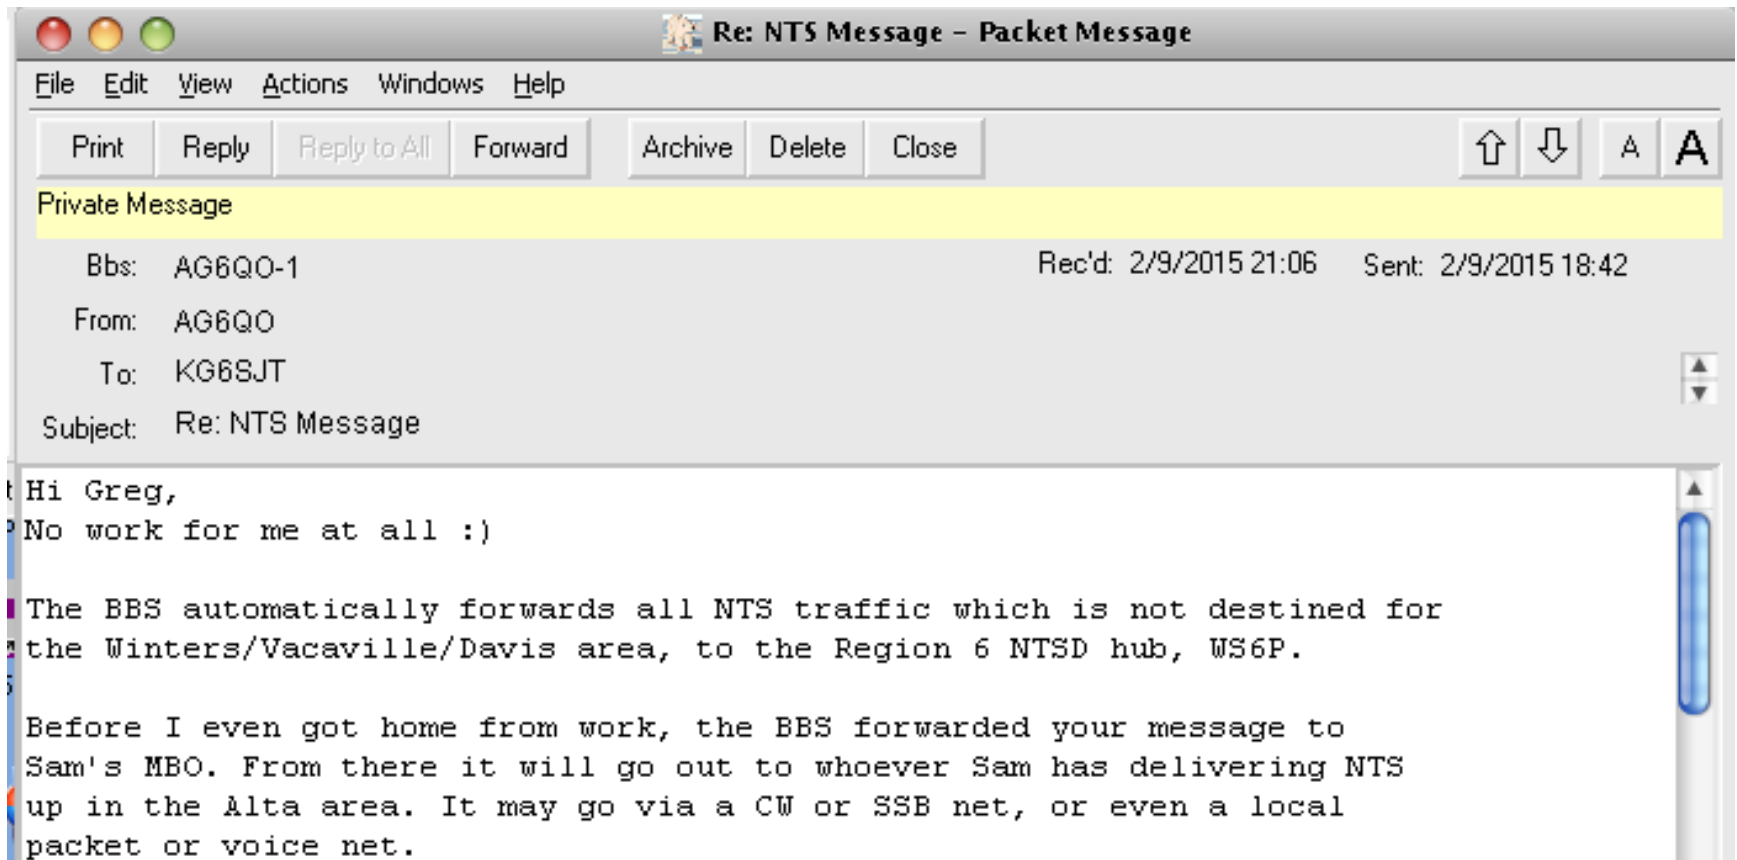 Re: NTS Message – Packet Message
File Edit View Actions Windows Help
Print Reply Reply to All Forward Archive Delete Close A A
Private Message
Bbs: AG6QO-1 Rec'd: 2/9/2015 21:06 Sent: 2/9/2015 18:42
From: AG6QO
To: KG6SJT
Subject: Re: NTS Message
Hi Greg,
No work for me at all :)
The BBS automatically forwards all NTS traffic which is not destined for
the Winters/Vacaville/Davis area, to the Region 6 NTSD hub, WS6P.
Before I even got home from work, the BBS forwarded your message to
Sam's MBO. From there it will go out to whoever Sam has delivering NTS
up in the Alta area. It may go via a CW or SSB net, or even a local
packet or voice net.